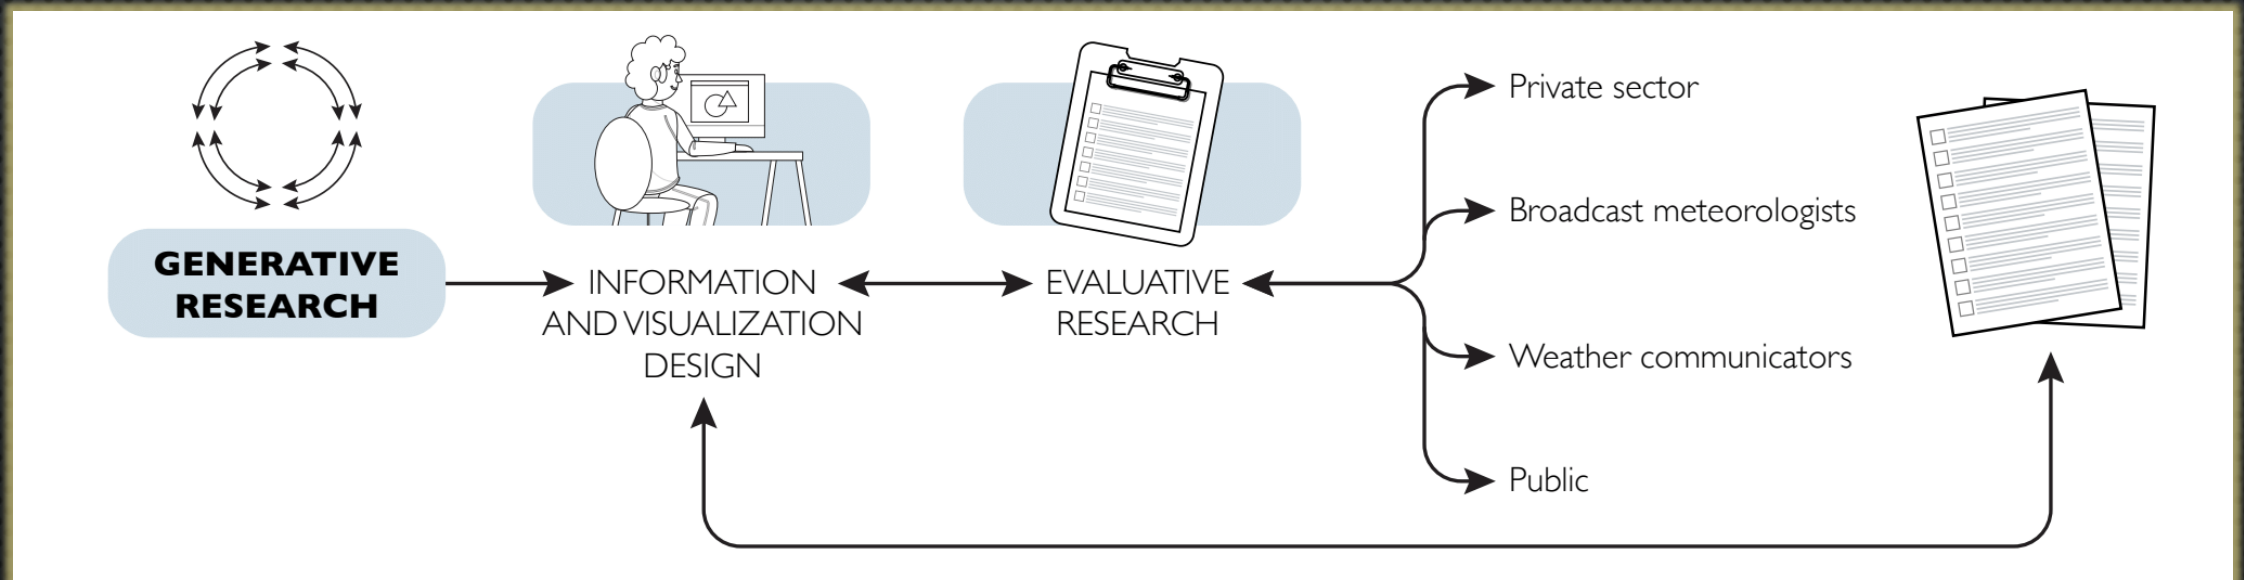 GENERATIVE
RESEARCH
INFORMATION
AND VISUALIZATION
DESIGN
EVALUATIVE
RESEARCH
Private sector
Broadcast meteorologists
Weather communicators
Public